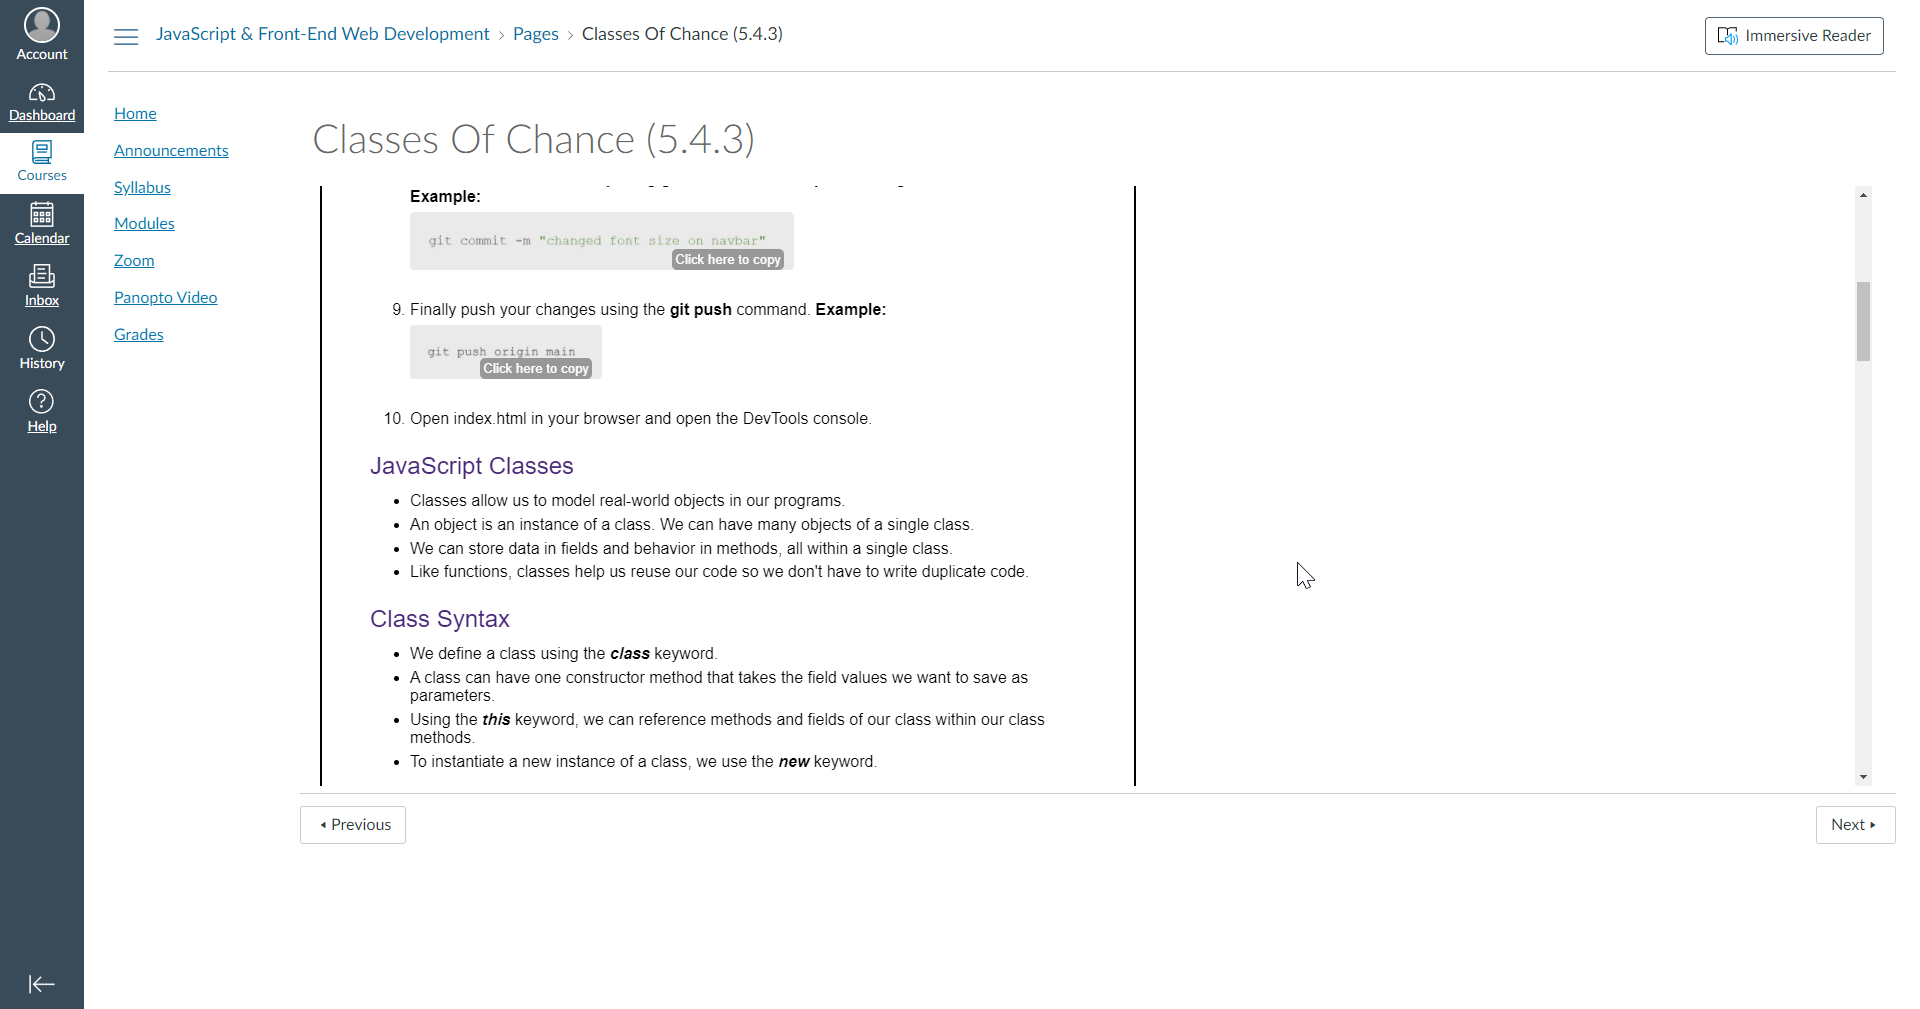 Account
Dashboard
Courses
Calendar
Inbox
History
Help
JavaScript & Front-End Web Development › Pages › Classes Of Chance (5.4.3)
Immersive Reader
Home
Announcements
Syllabus
Modules
Zoom
Panopto Video
Grades
Classes Of Chance (5.4.3)
Example:
git commit -m "changed font size on navbar"
Click here to copy
9. Finally push your changes using the git push command. Example:
git push origin main
Click here to copy
10. Open index.html in your browser and open the DevTools console.
JavaScript Classes
• Classes allow us to model real-world objects in our programs.
• An object is an instance of a class. We can have many objects of a single class.
• We can store data in fields and behavior in methods, all within a single class.
• Like functions, classes help us reuse our code so we don't have to write duplicate code.
Class Syntax
• We define a class using the class keyword.
• A class can have one constructor method that takes the field values we want to save as
parameters.
• Using the this keyword, we can reference methods and fields of our class within our class
methods.
• To instantiate a new instance of a class, we use the new keyword.
Previous
Next